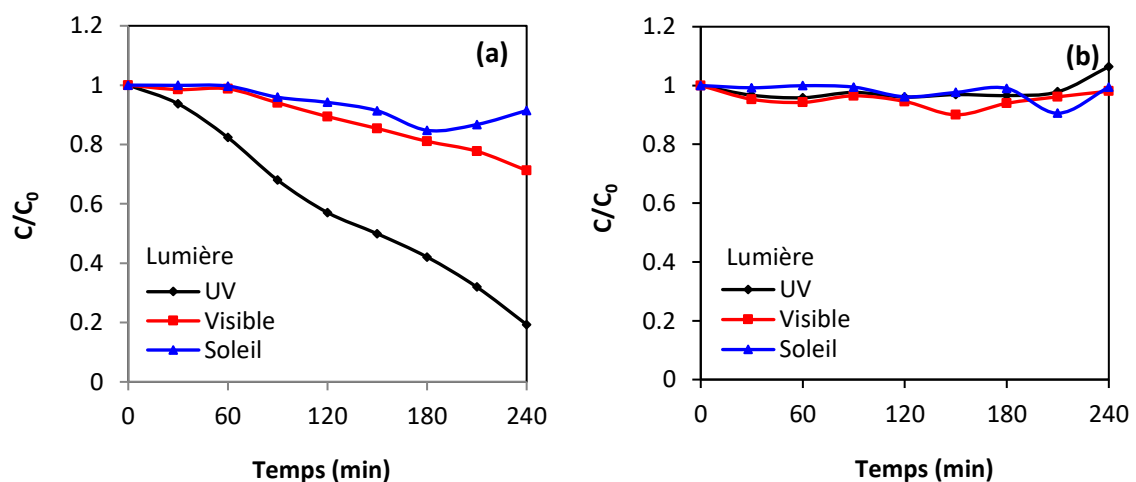 1.2
1
0.8
0.6
0.4
0.2
0
C/C0
(a)
Lumière
UV
Visible
Soleil
0 60 120 180 240
Temps (min)
1.2
1
0.8
0.6
0.4
0.2
0
C/C0
(b)
Lumière
UV
Visible
Soleil
0 60 120 180 240
Temps (min)